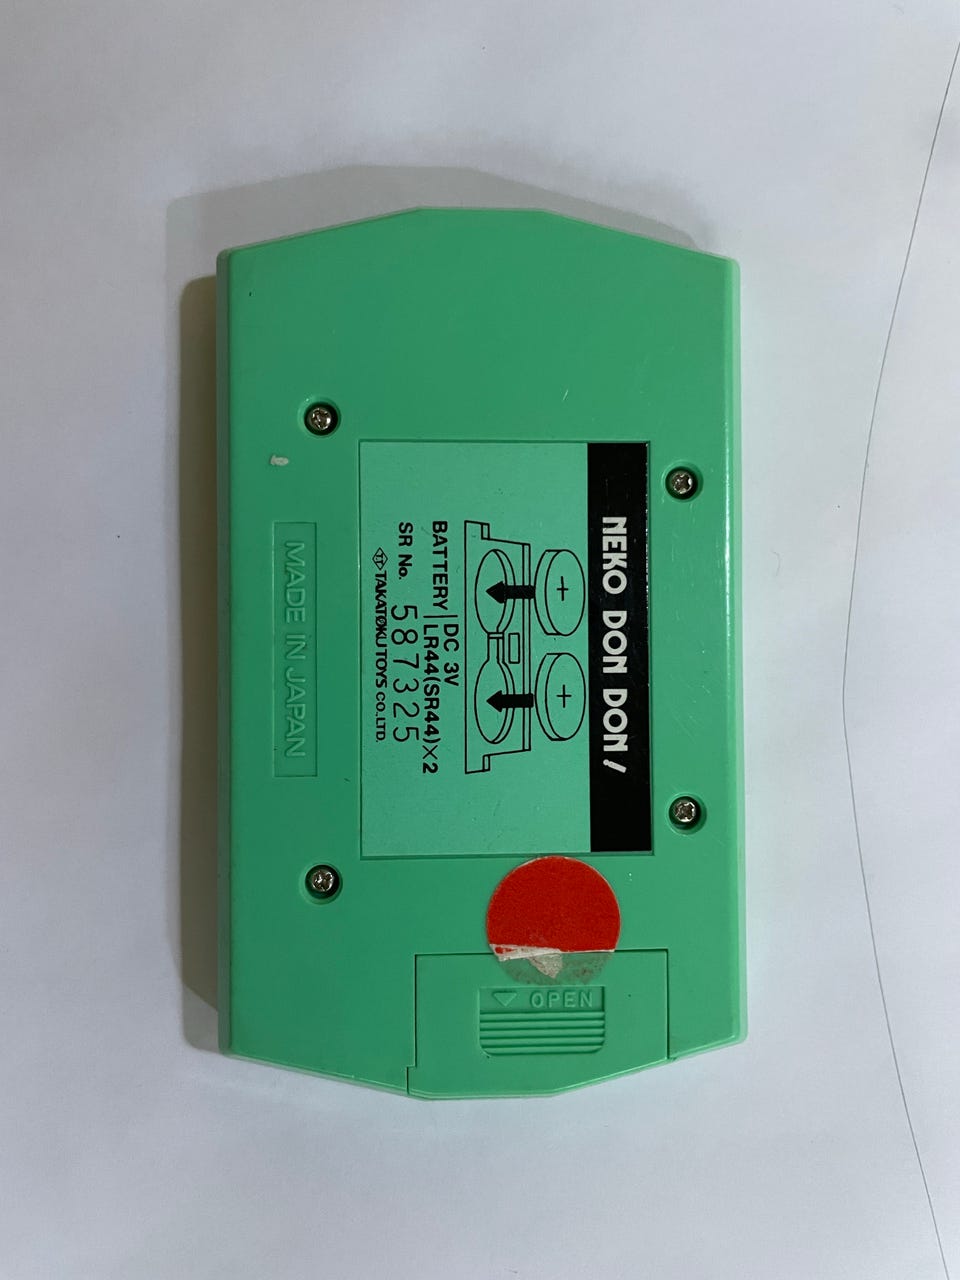 NEKO DON DON!
+ +
BATTERY DC 3V
LR44(SR44)×2
SR No. 587325
TT TAKATOKU TOYS CO., LTD.
MADE IN JAPAN
OPEN